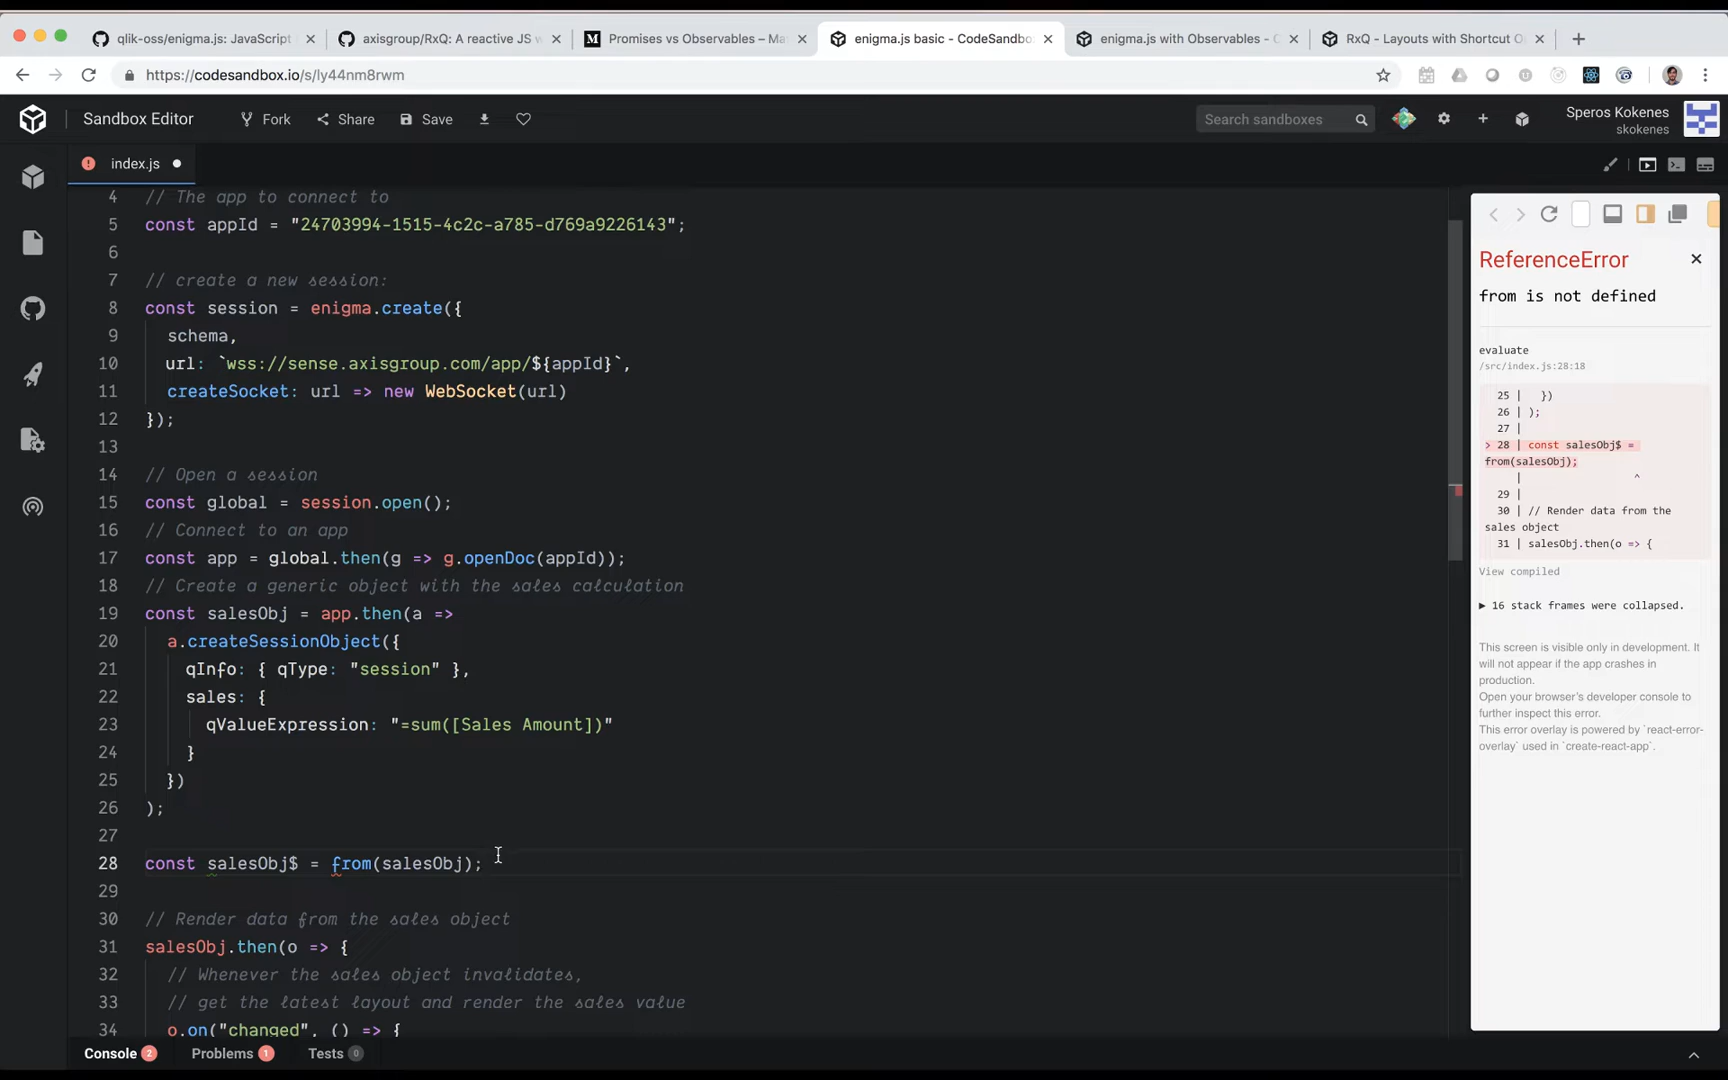 qlik-oss/enigma.js: JavaScript
axisgroup/RxQ: A reactive JS w
Promises vs Observables – Ma
enigma.js basic - CodeSandbo
enigma.js with Observables - C
RxQ - Layouts with Shortcut O
https://codesandbox.io/s/ly44nm8rwm
Sandbox Editor
Fork
Share
Save
Search sandboxes
Speros Kokenes
skokenes
index.js
4 // The app to connect to
5 const appId = "24703994-1515-4c2c-a785-d769a9226143";
6
7 // create a new session:
8 const session = enigma.create({
9 schema,
10 url: `wss://sense.axisgroup.com/app/${appId}`,
11 createSocket: url => new WebSocket(url)
12 });
13
14 // Open a session
15 const global = session.open();
16 // Connect to an app
17 const app = global.then(g => g.openDoc(appId));
18 // Create a generic object with the sales calculation
19 const salesObj = app.then(a =>
20 a.createSessionObject({
21 qInfo: { qType: "session" },
22 sales: {
23 qValueExpression: "=sum([Sales Amount])"
24 }
25 })
26 );
27
28 const salesObj$ = from(salesObj);
29
30 // Render data from the sales object
31 salesObj.then(o => {
32 // Whenever the sales object invalidates,
33 // get the latest layout and render the sales value
34 o.on("changed", () => {
ReferenceError
from is not defined
evaluate
/src/index.js:28:18
25 | })
26 | );
27 |
> 28 | const salesObj$ =
from(salesObj);
| ^
29 |
30 | // Render data from the
sales object
31 | salesObj.then(o => {
View compiled
▶ 16 stack frames were collapsed.
This screen is visible only in development. It
will not appear if the app crashes in
production.
Open your browser's developer console to
further inspect this error.
This error overlay is powered by `react-error-
overlay` used in `create-react-app`.
Console 2
Problems 1
Tests 0